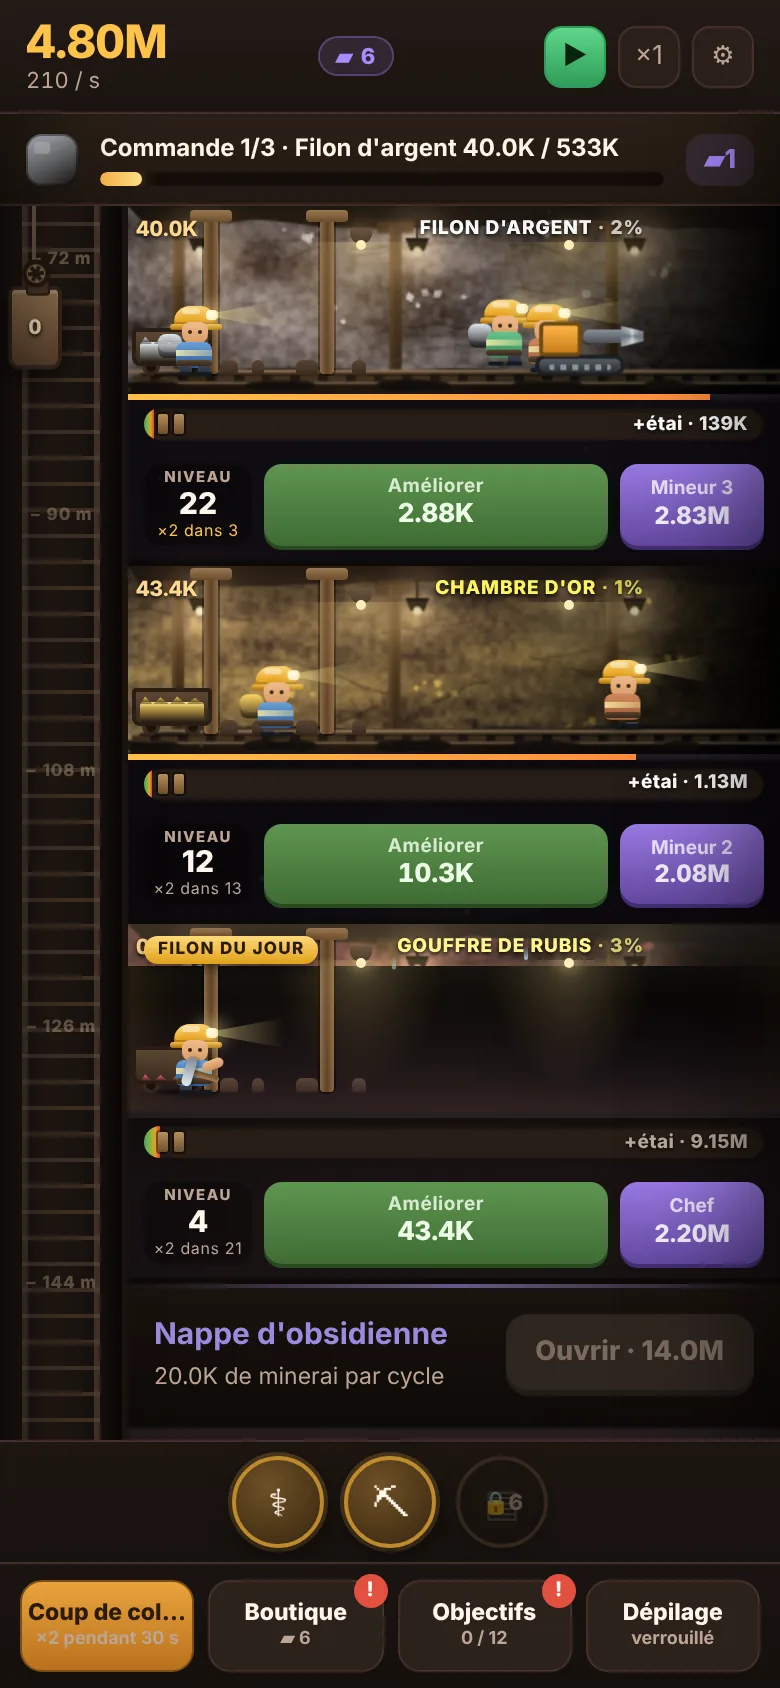 4.80M
210 / s
6
×1
Commande 1/3 · Filon d'argent 40.0K / 533K
1
72 m
0
40.0K
FILON D'ARGENT · 2%
+étai · 139K
NIVEAU
22
×2 dans 3
Améliorer
2.88K
Mineur 3
2.83M
– 90 m
43.4K
CHAMBRE D'OR · 1%
– 108 m
+étai · 1.13M
NIVEAU
12
×2 dans 13
Améliorer
10.3K
Mineur 2
2.08M
FILON DU JOUR
GOUFFRE DE RUBIS · 3%
– 126 m
+étai · 9.15M
NIVEAU
4
×2 dans 21
Améliorer
43.4K
Chef
2.20M
– 144 m
Nappe d'obsidienne
20.0K de minerai par cycle
Ouvrir · 14.0M
6
Coup de col…
×2 pendant 30 s
!
Boutique
6
!
Objectifs
0 / 12
Dépilage
verrouillé